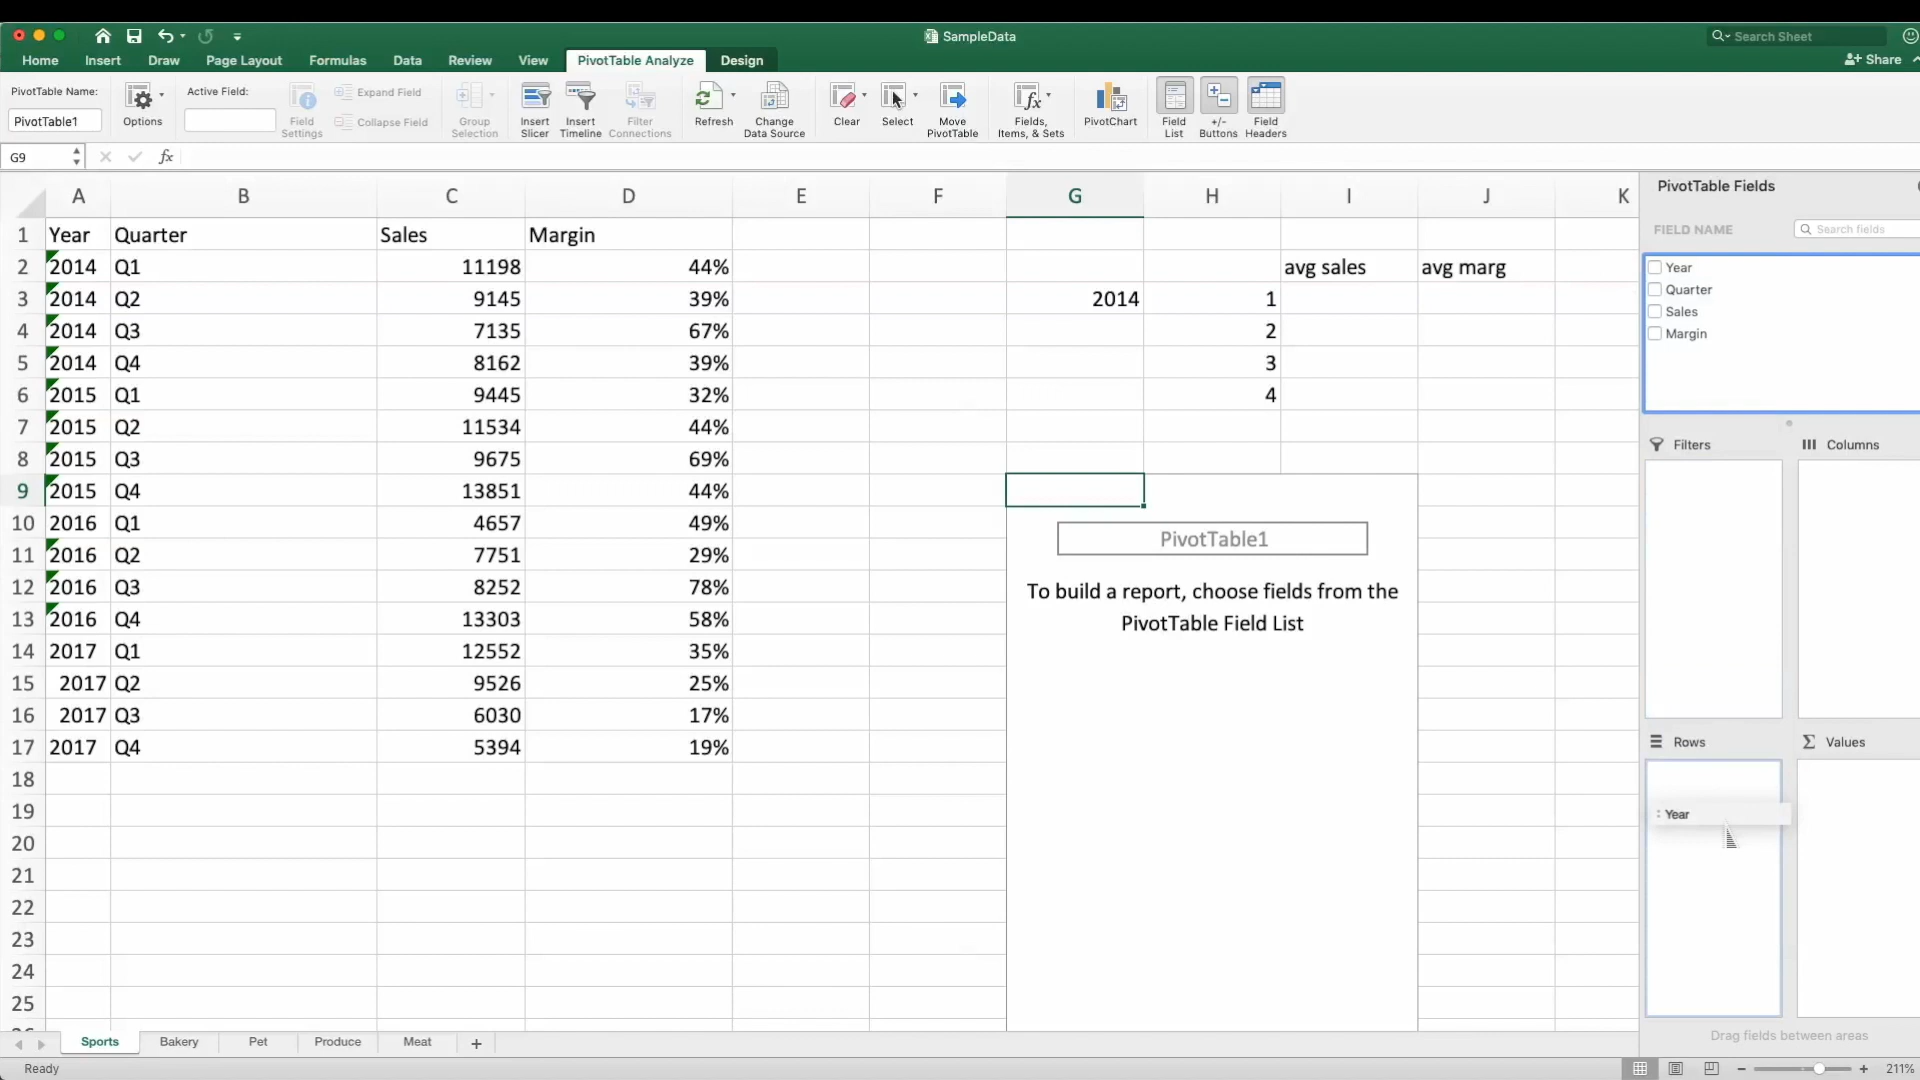 SampleData
Search Sheet
Home Insert Draw Page Layout Formulas Data Review View PivotTable Analyze Design
Share
PivotTable Name:
PivotTable1
Options
Active Field:
Field Settings
Expand Field
Collapse Field
Group Selection
Insert Slicer
Insert Timeline
Filter Connections
Refresh
Change Data Source
Clear
Select
Move PivotTable
Fields, Items, & Sets
PivotChart
Field List
+/- Buttons
Field Headers
G9
fx
A B C D E F G H I J K
1 Year Quarter Sales Margin
2 2014 Q1 11198 44% avg sales avg marg
3 2014 Q2 9145 39% 2014 1
4 2014 Q3 7135 67% 2
5 2014 Q4 8162 39% 3
6 2015 Q1 9445 32% 4
7 2015 Q2 11534 44%
8 2015 Q3 9675 69%
9 2015 Q4 13851 44%
10 2016 Q1 4657 49%
11 2016 Q2 7751 29%
12 2016 Q3 8252 78%
13 2016 Q4 13303 58%
14 2017 Q1 12552 35%
15 2017 Q2 9526 25%
16 2017 Q3 6030 17%
17 2017 Q4 5394 19%
18
19
20
21
22
23
24
25
PivotTable1
To build a report, choose fields from the
PivotTable Field List
PivotTable Fields
FIELD NAME
Search fields
Year
Quarter
Sales
Margin
Filters
Columns
Rows
Values
Year
Drag fields between areas
Sports Bakery Pet Produce Meat +
Ready
211%